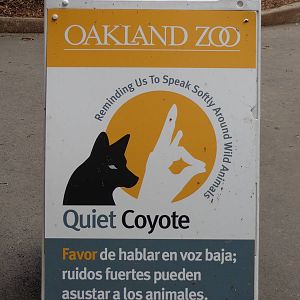 OAKLAND ZOO
Reminding Us To Speak Softly Around Wild Animals
Quiet Coyote
Favor de hablar en voz baja;
ruidos fuertes pueden
asustar a los animales.